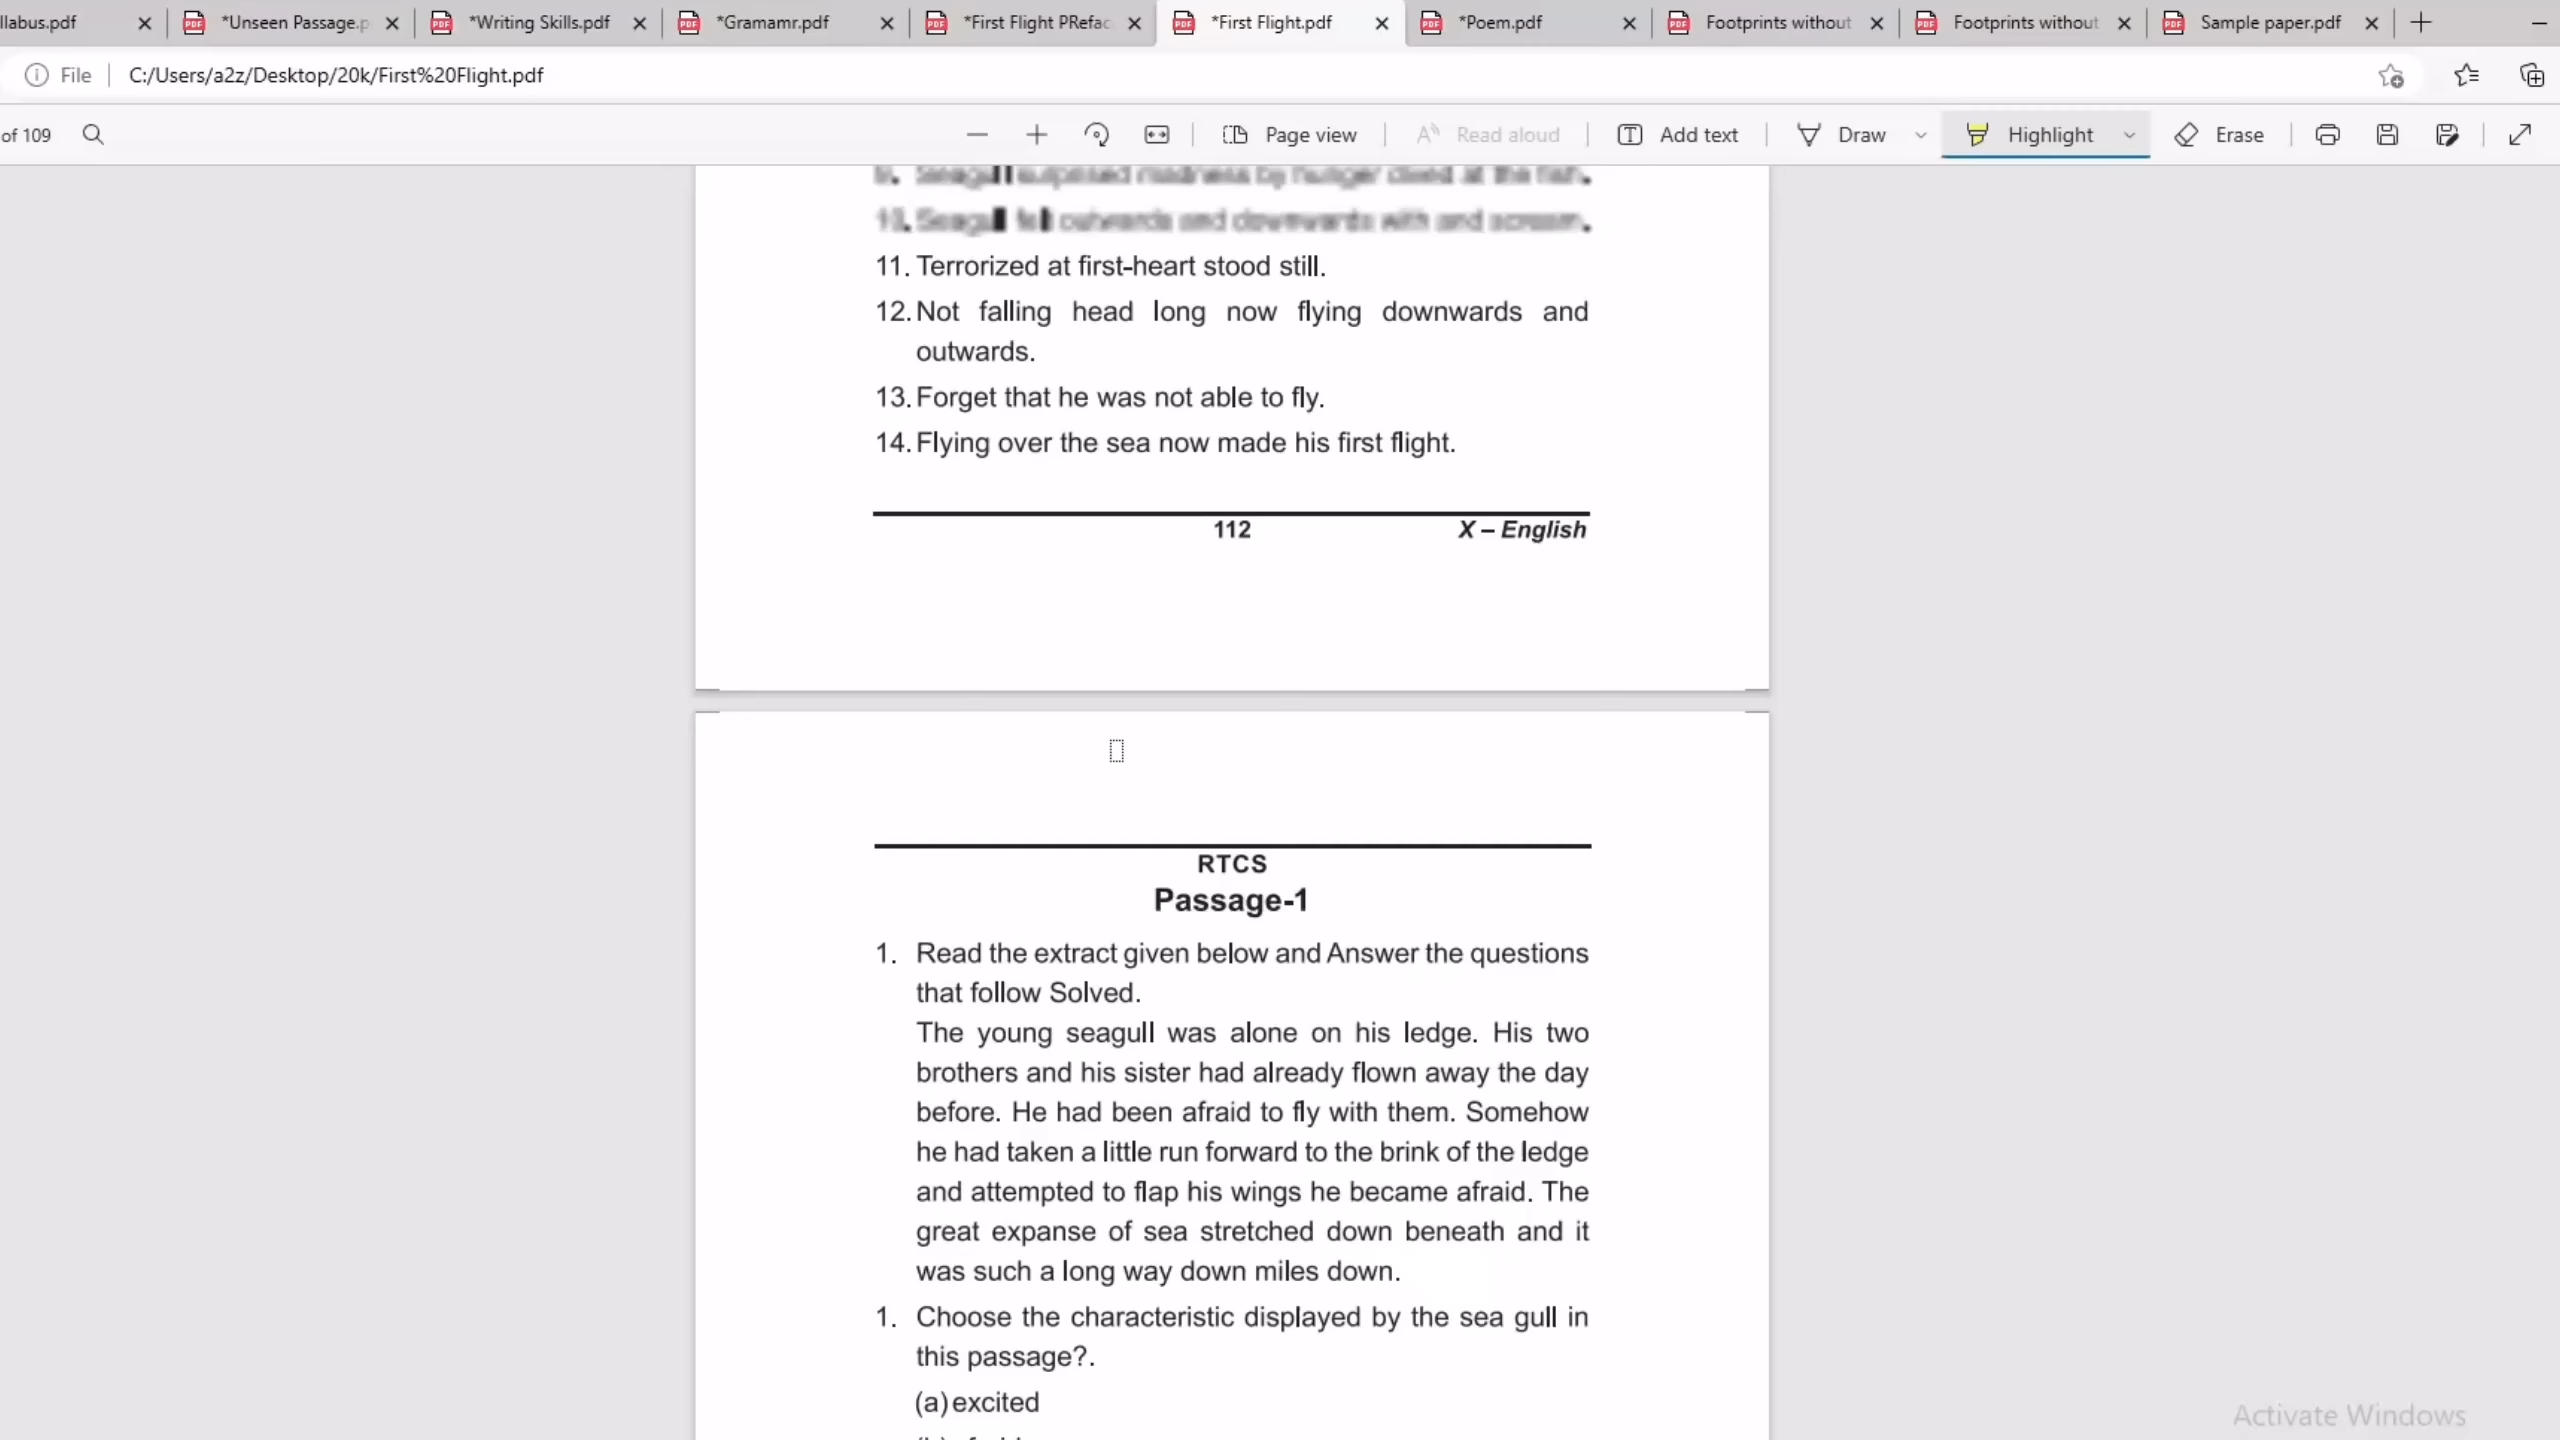 llabus.pdf
*Unseen Passage.p
*Writing Skills.pdf
*Gramamr.pdf
*First Flight PRefac
*First Flight.pdf
*Poem.pdf
Footprints without
Footprints without
Sample paper.pdf
File
C:/Users/a2z/Desktop/20k/First%20Flight.pdf
of 109
Page view
Read aloud
Add text
Draw
Highlight
Erase
11. Terrorized at first-heart stood still.
12. Not falling head long now flying downwards and
outwards.
13. Forget that he was not able to fly.
14. Flying over the sea now made his first flight.
112
X – English
RTCS
Passage-1
1. Read the extract given below and Answer the questions
that follow Solved.
The young seagull was alone on his ledge. His two
brothers and his sister had already flown away the day
before. He had been afraid to fly with them. Somehow
he had taken a little run forward to the brink of the ledge
and attempted to flap his wings he became afraid. The
great expanse of sea stretched down beneath and it
was such a long way down miles down.
1. Choose the characteristic displayed by the sea gull in
this passage?.
(a) excited
Activate Windows